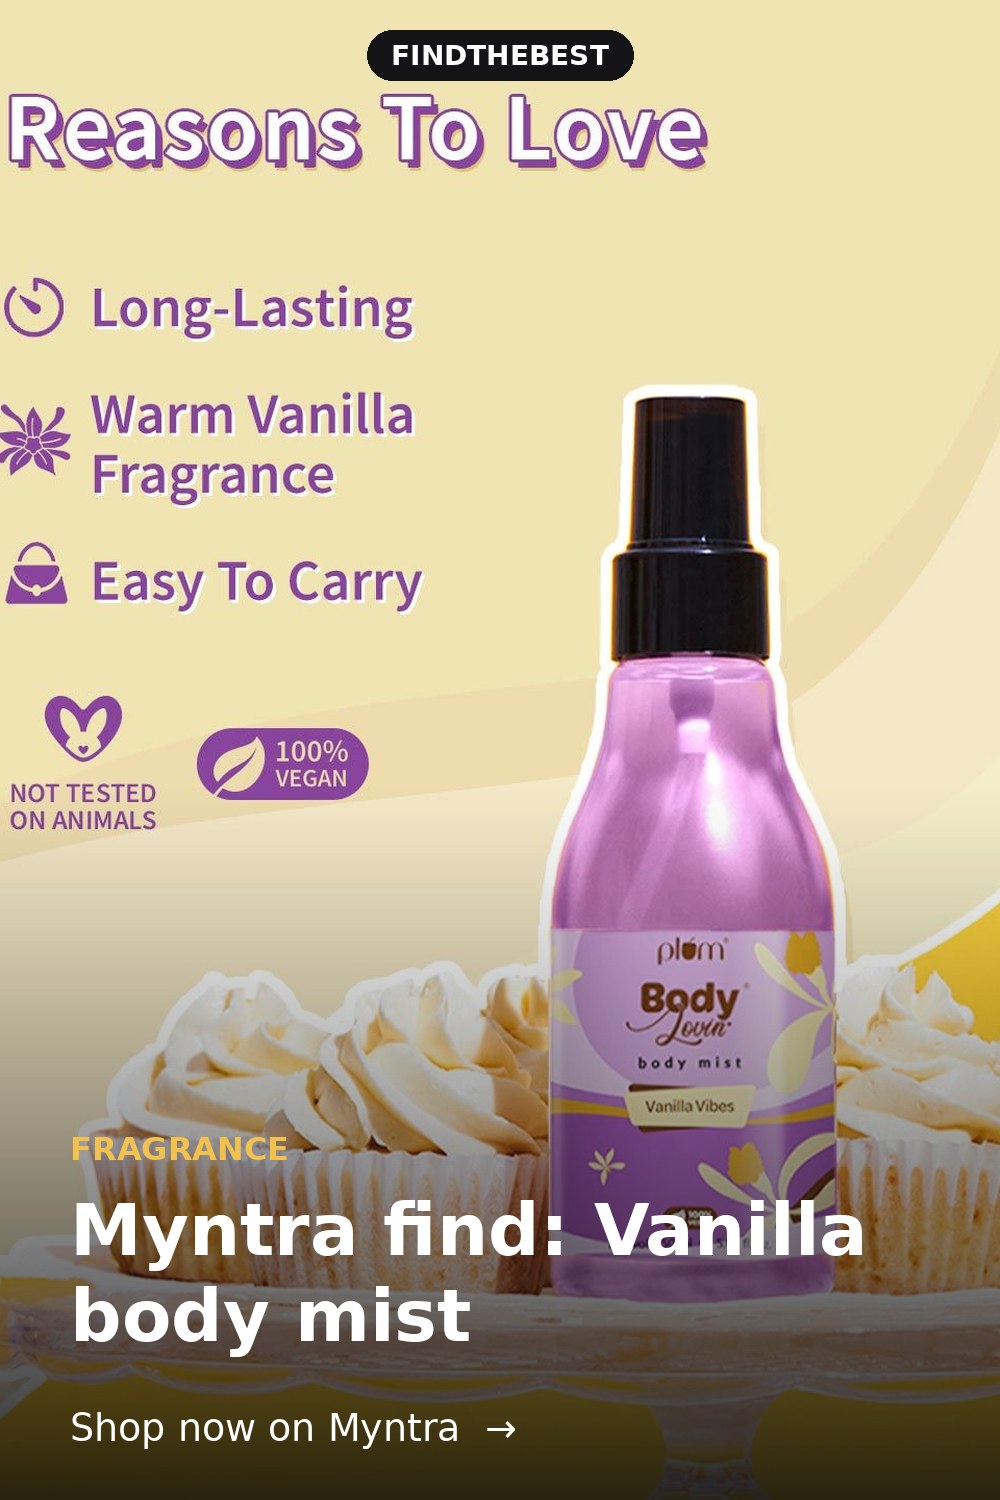 FINDTHEBEST
Reasons To Love
Long-Lasting
Warm Vanilla
Fragrance
Easy To Carry
NOT TESTED
ON ANIMALS
100%
VEGAN
plum
Body
Lovin'
body mist
Vanilla Vibes
100%
FRAGRANCE
Myntra find: Vanilla
body mist
Shop now on Myntra →